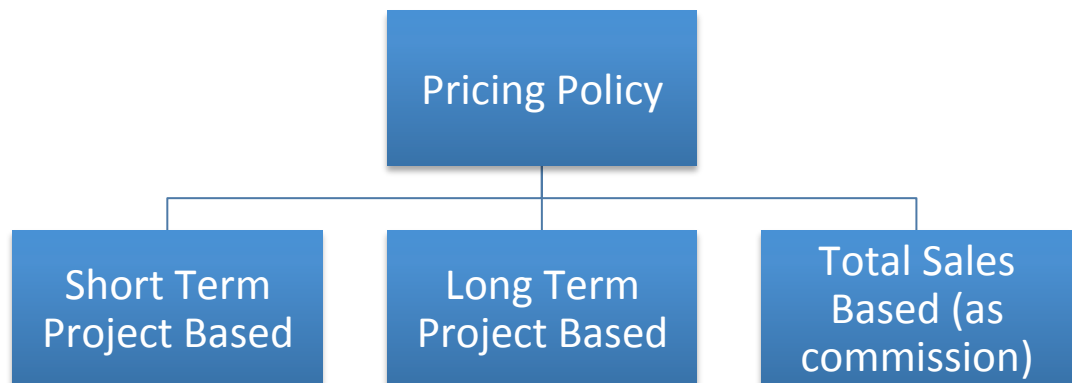 Pricing Policy
Short Term
Project Based
Long Term
Project Based
Total Sales
Based (as
commission)